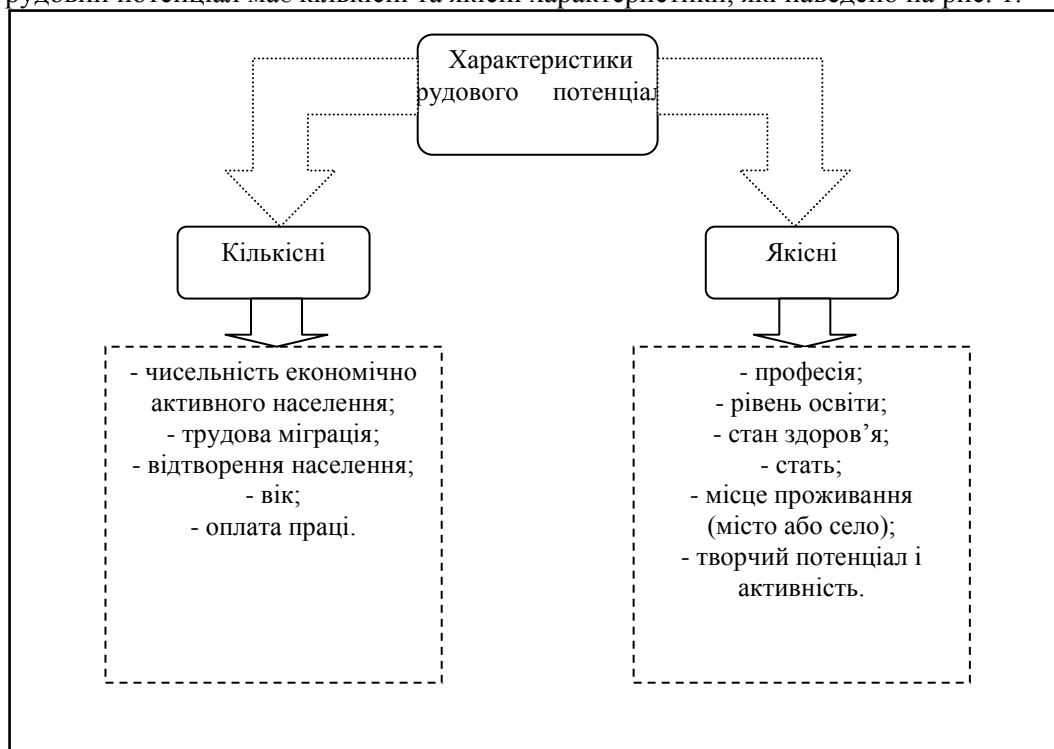 рудовий потенціал має кількісні та якісні характеристики, які наведено на рис. 1.
Характеристики
рудового потенціал
Кількісні
Якісні
- чисельність економічно
активного населення;
- трудова міграція;
- відтворення населення;
- вік;
- оплата праці.
- професія;
- рівень освіти;
- стан здоров’я;
- стать;
- місце проживання
(місто або село);
- творчий потенціал і
активність.